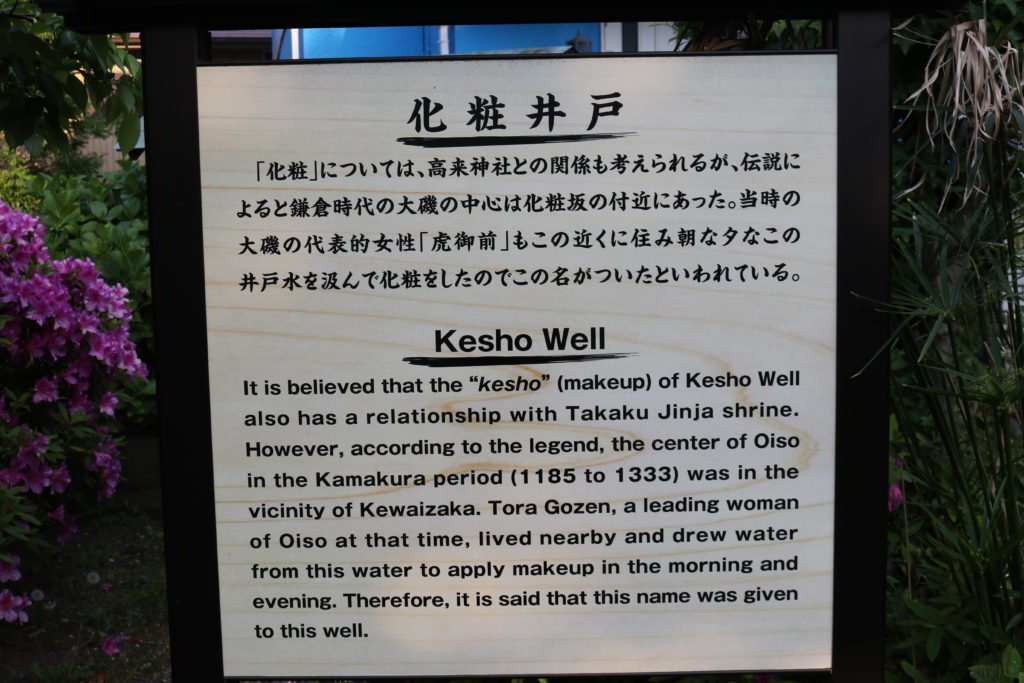 化粧井戸
「化粧」については、高来神社との関係も考えられるが、伝説に
よると鎌倉時代の大磯の中心は化粧坂の付近にあった。当時の
大磯の代表的女性「虎御前」もこの近くに住み朝な夕なこの
井戸水を汲んで化粧をしたのでこの名がついたといわれている。
Kesho Well
It is believed that the “kesho” (makeup) of Kesho Well
also has a relationship with Takaku Jinja shrine.
However, according to the legend, the center of Oiso
in the Kamakura period (1185 to 1333) was in the
vicinity of Kewaizaka. Tora Gozen, a leading woman
of Oiso at that time, lived nearby and drew water
from this water to apply makeup in the morning and
evening. Therefore, it is said that this name was given
to this well.